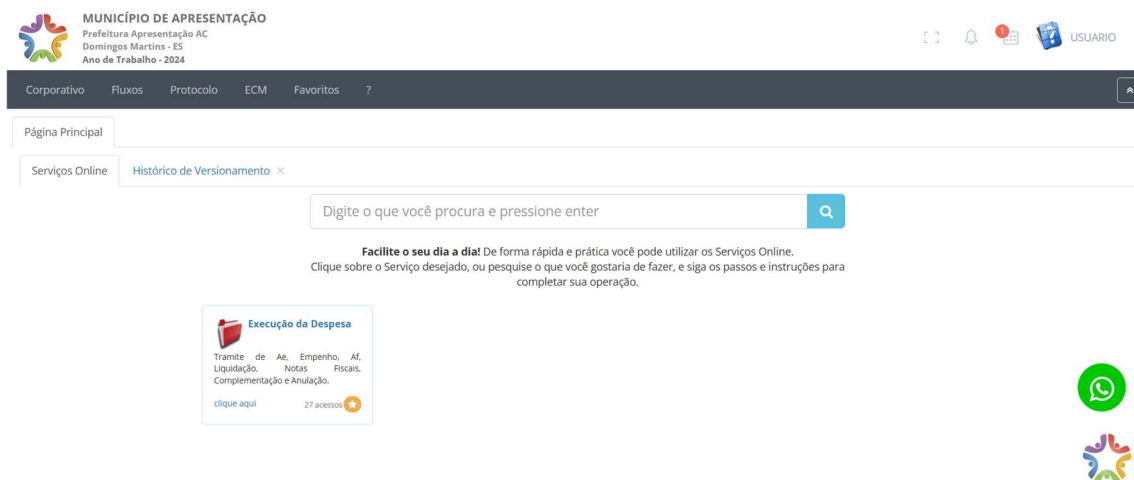 MUNICÍPIO DE APRESENTAÇÃO
Prefeitura Apresentação AC
Domingos Martins - ES
Ano de Trabalho - 2024
1
USUARIO
Corporativo Fluxos Protocolo ECM Favoritos ?
Página Principal
Serviços Online Histórico de Versionamento ×
Digite o que você procura e pressione enter
Facilite o seu dia a dia! De forma rápida e prática você pode utilizar os Serviços Online.
Clique sobre o Serviço desejado, ou pesquise o que você gostaria de fazer, e siga os passos e instruções para
completar sua operação.
Execução da Despesa
Tramite de Ae, Empenho, Af,
Liquidação, Notas Fiscais,
Complementação e Anulação.
clique aqui 27 acessos